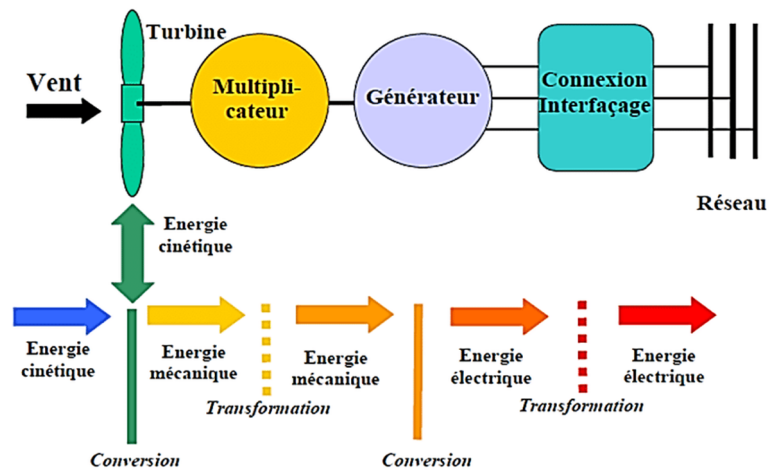 Turbine
Vent
Multipli-
cateur
Générateur
Connexion
Interfaçage
Réseau
Energie
cinétique
Energie
cinétique
Energie
mécanique
Energie
mécanique
Energie
électrique
Energie
électrique
Transformation
Transformation
Conversion
Conversion